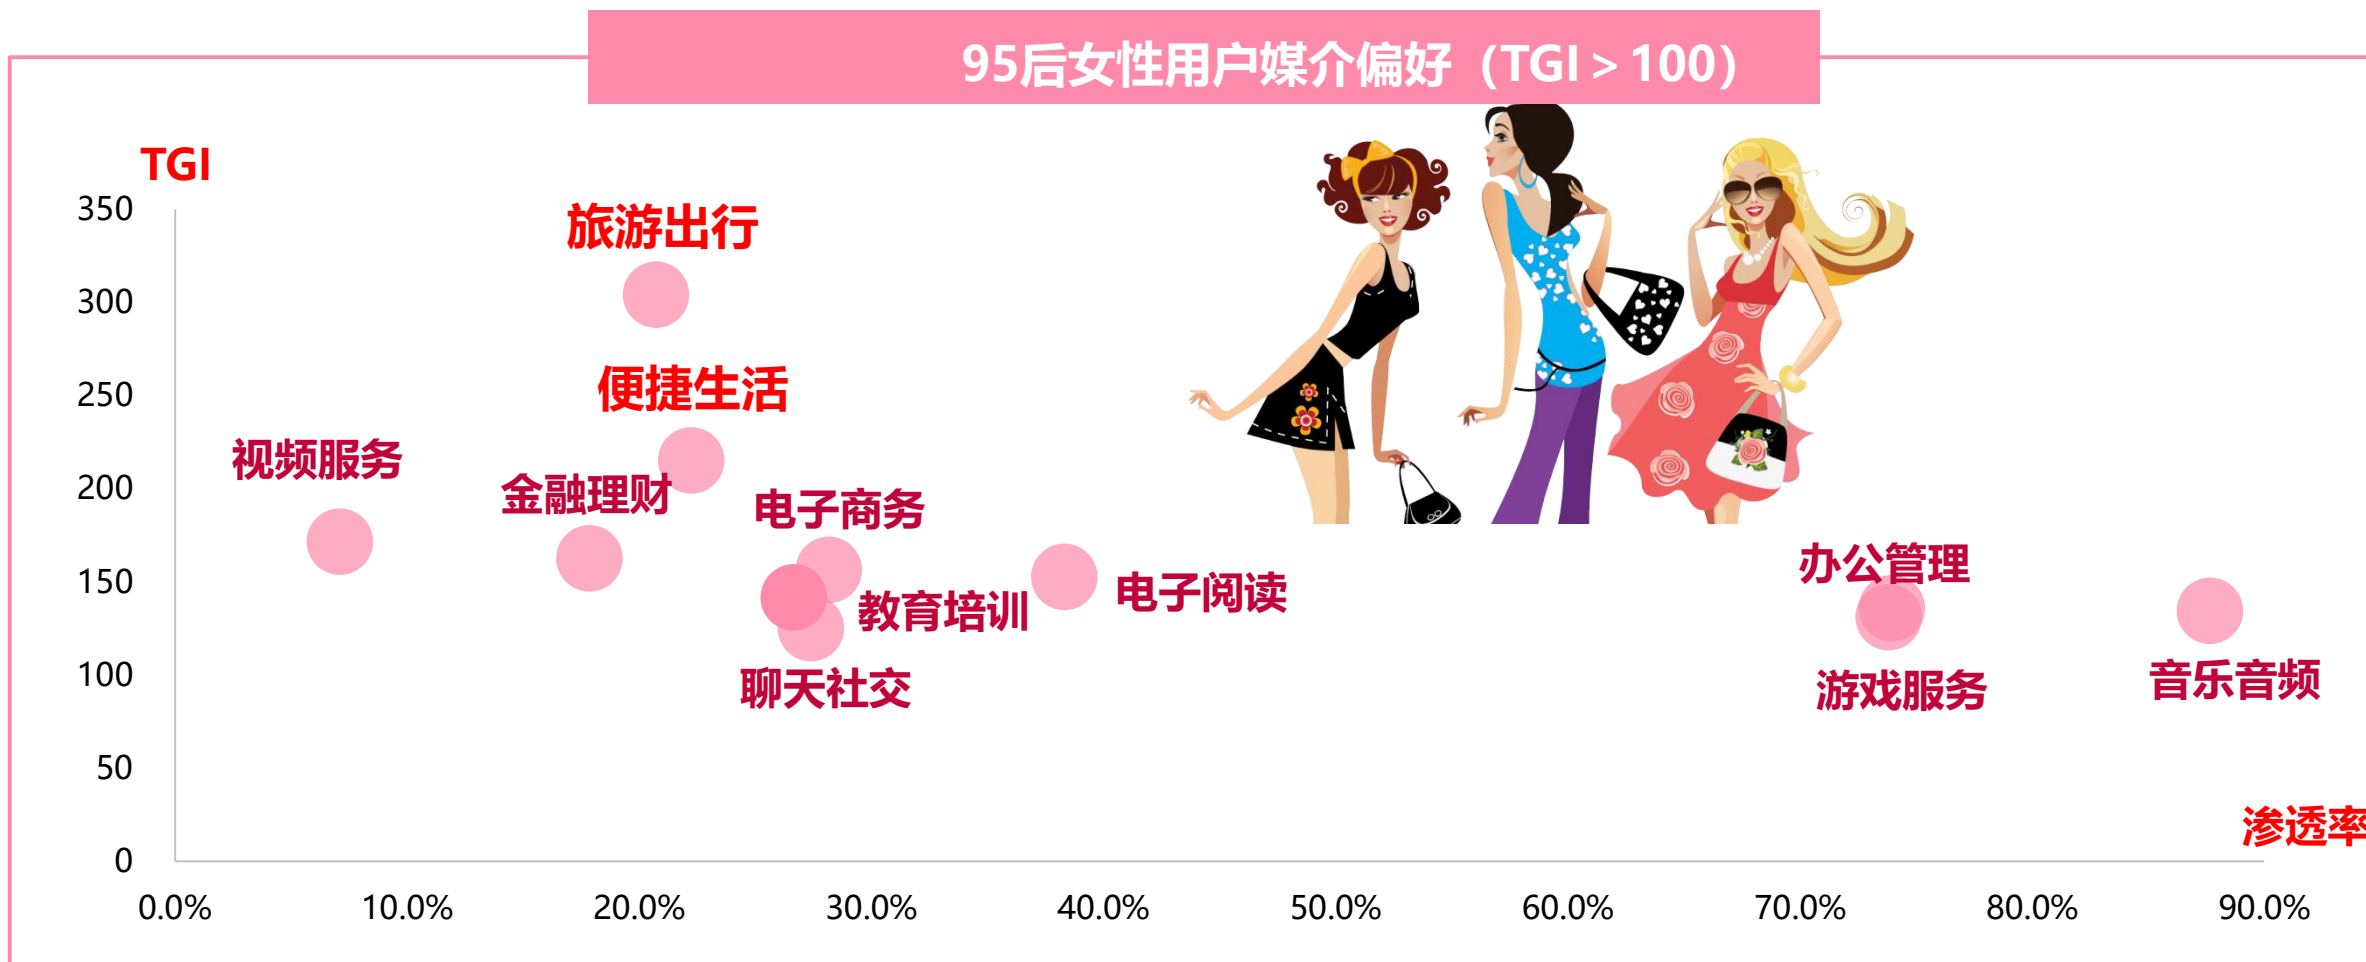 95后女性用户媒介偏好（TGI＞100）
TGI
350
300
250
200
150
100
50
0
旅游出行
便捷生活
视频服务
金融理财
电子商务
教育培训
聊天社交
电子阅读
办公管理
游戏服务
音乐音频
渗透率
0.0%
10.0%
20.0%
30.0%
40.0%
50.0%
60.0%
70.0%
80.0%
90.0%